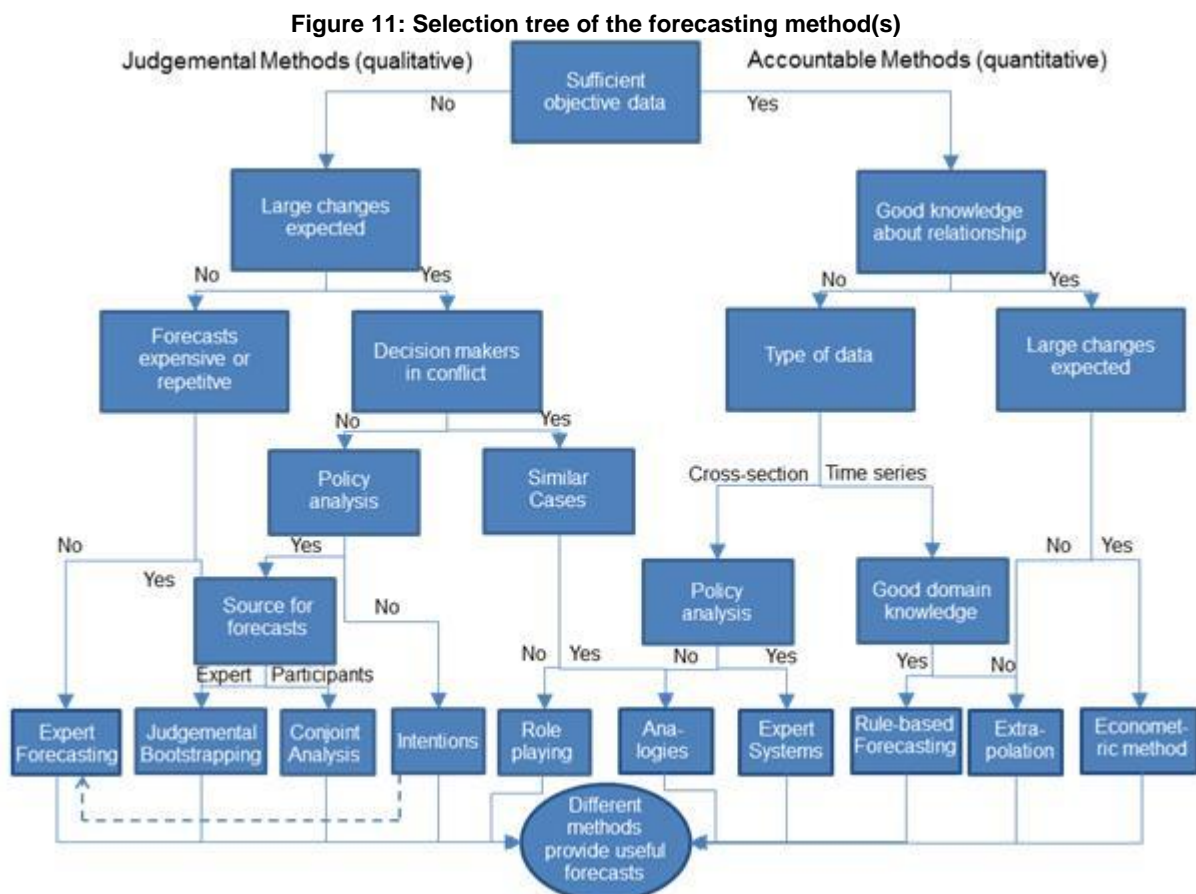 Figure 11: Selection tree of the forecasting method(s)
Judgemental Methods (qualitative)
Accountable Methods (quantitative)
Sufficient
objective data
No
Yes
Large changes
expected
Good knowledge
about relationship
No
Yes
No
Yes
Forecasts
expensive or
repetitve
Decision makers
in conflict
Type of data
Large changes
expected
No
Yes
Policy
analysis
Similar
Cases
Cross-section
Time series
No
Yes
Yes
No
Yes
Source for
forecasts
No
Policy
analysis
Good domain
knowledge
Expert
Participants
No
Yes
No
Yes
Yes
No
Expert
Forecasting
Judgemental
Bootstrapping
Conjoint
Analysis
Intentions
Role
playing
Ana-
logies
Expert
Systems
Rule-based
Forecasting
Extra-
polation
Economet-
ric method
Different
methods
provide useful
forecasts